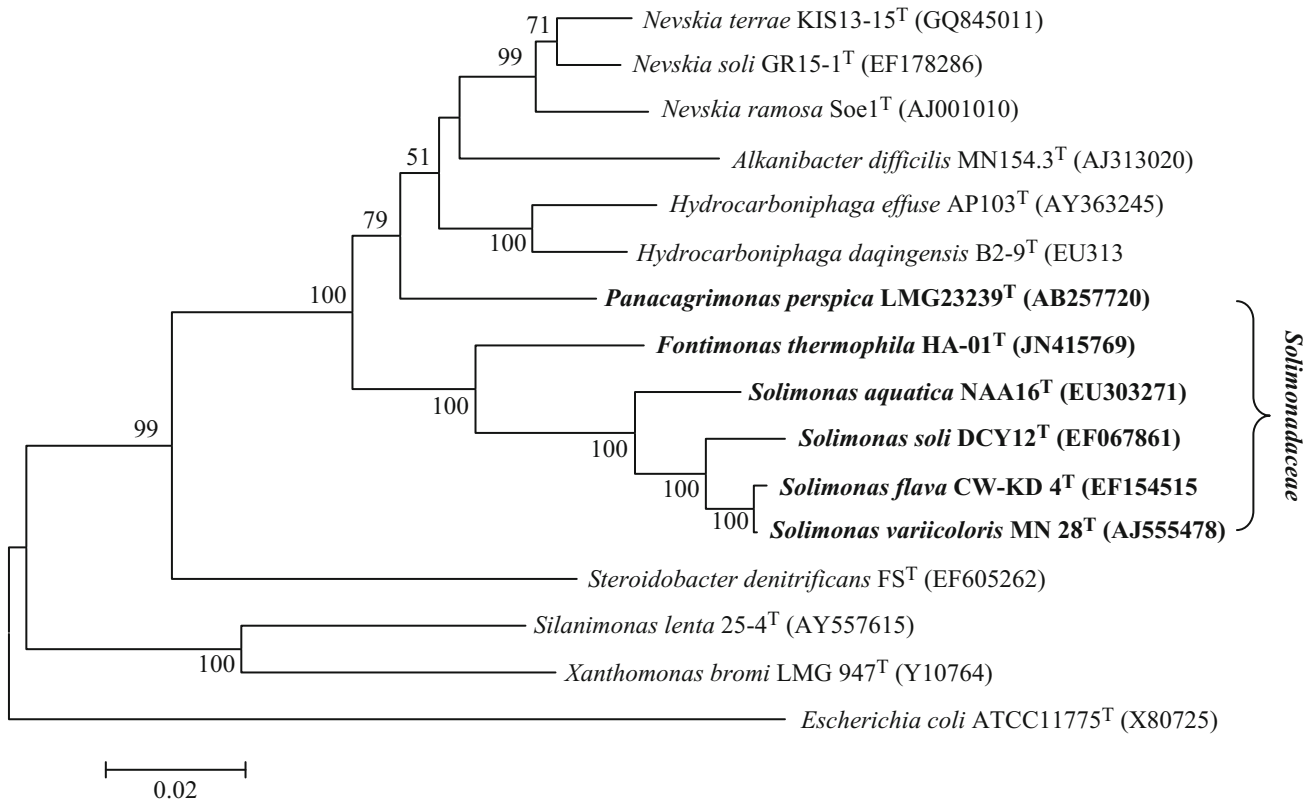 71
Nevskia terrae KIS13-15T (GQ845011)
99
Nevskia soli GR15-1T (EF178286)
Nevskia ramosa Soe1T (AJ001010)
51
Alkanibacter difficilis MN154.3T (AJ313020)
79
Hydrocarboniphaga effuse AP103T (AY363245)
100
Hydrocarboniphaga daqingensis B2-9T (EU313
100
Panacagrimonas perspica LMG23239T (AB257720)
Fontimonas thermophila HA-01T (JN415769)
100
Solimonas aquatica NAA16T (EU303271)
99
100
Solimonas soli DCY12T (EF067861)
100
Solimonas flava CW-KD 4T (EF154515
100
Solimonas variicoloris MN 28T (AJ555478)
Solimonadaceae
Steroidobacter denitrificans FST (EF605262)
Silanimonas lenta 25-4T (AY557615)
100
Xanthomonas bromi LMG 947T (Y10764)
Escherichia coli ATCC11775T (X80725)
0.02